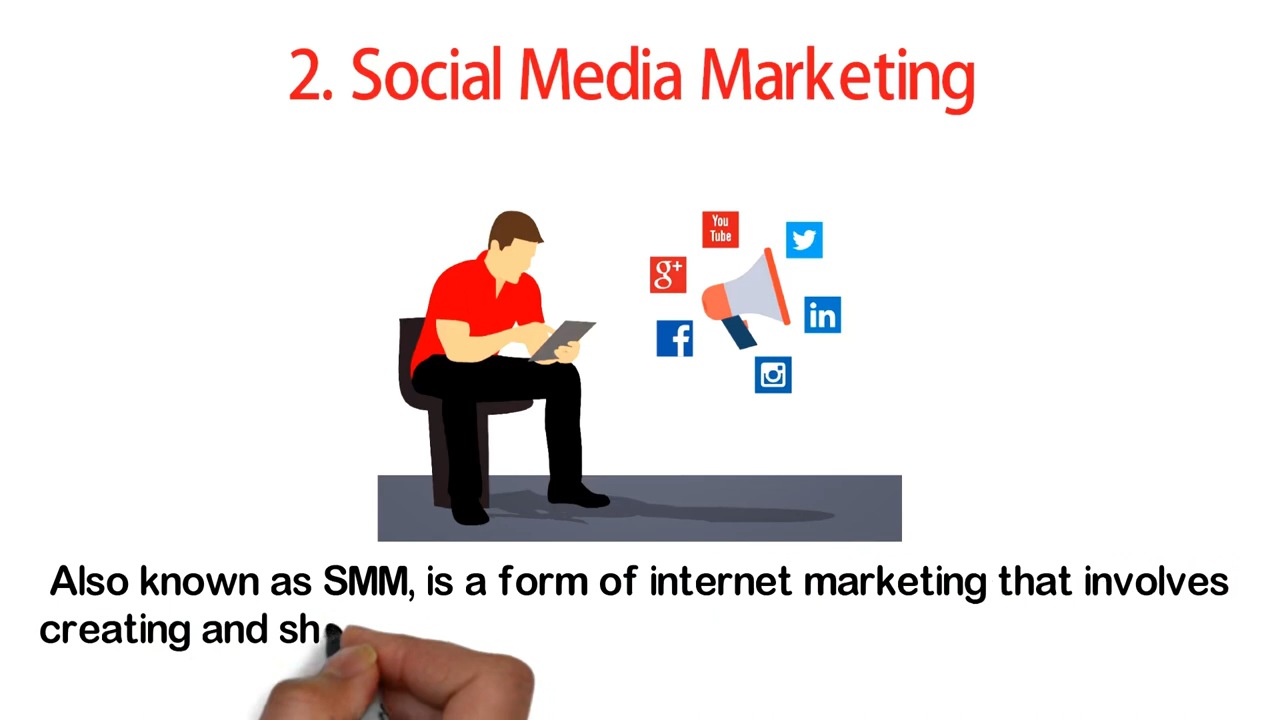 2. Social Media Marketing
You
Tube
g+
in
f
Also known as SMM, is a form of internet marketing that involves
creating and sh